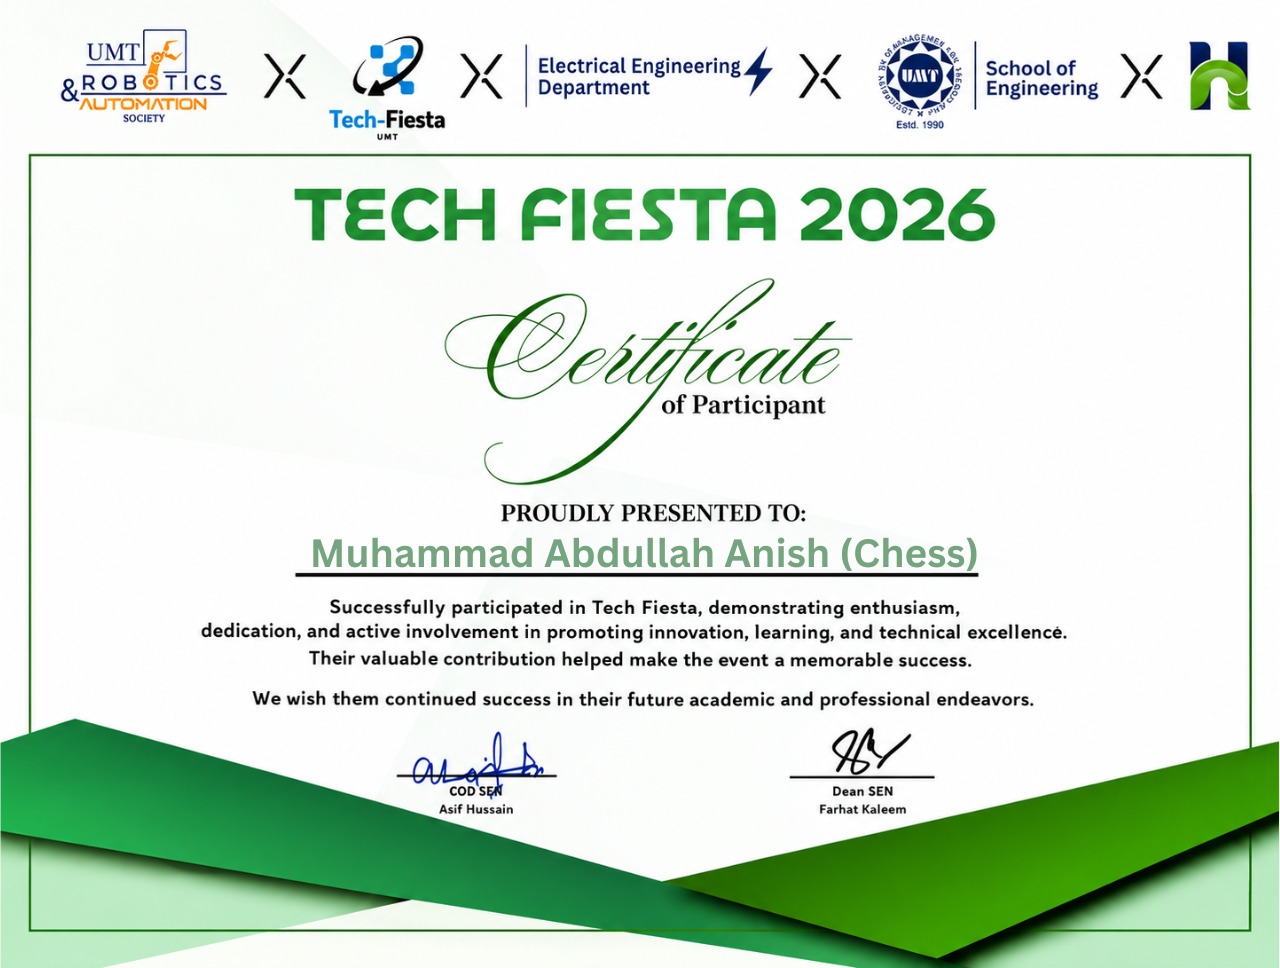 UMT
& ROBOTICS
AUTOMATION
SOCIETY
Tech-Fiesta
UMT
Electrical Engineering
Department
UMT
Estd. 1990
School of
Engineering
TECH FIESTA 2026
Certificate
of Participant
PROUDLY PRESENTED TO:
Muhammad Abdullah Anish (Chess)
Successfully participated in Tech Fiesta, demonstrating enthusiasm,
dedication, and active involvement in promoting innovation, learning, and technical excellence.
Their valuable contribution helped make the event a memorable success.
We wish them continued success in their future academic and professional endeavors.
COD SEN
Asif Hussain
Dean SEN
Farhat Kaleem